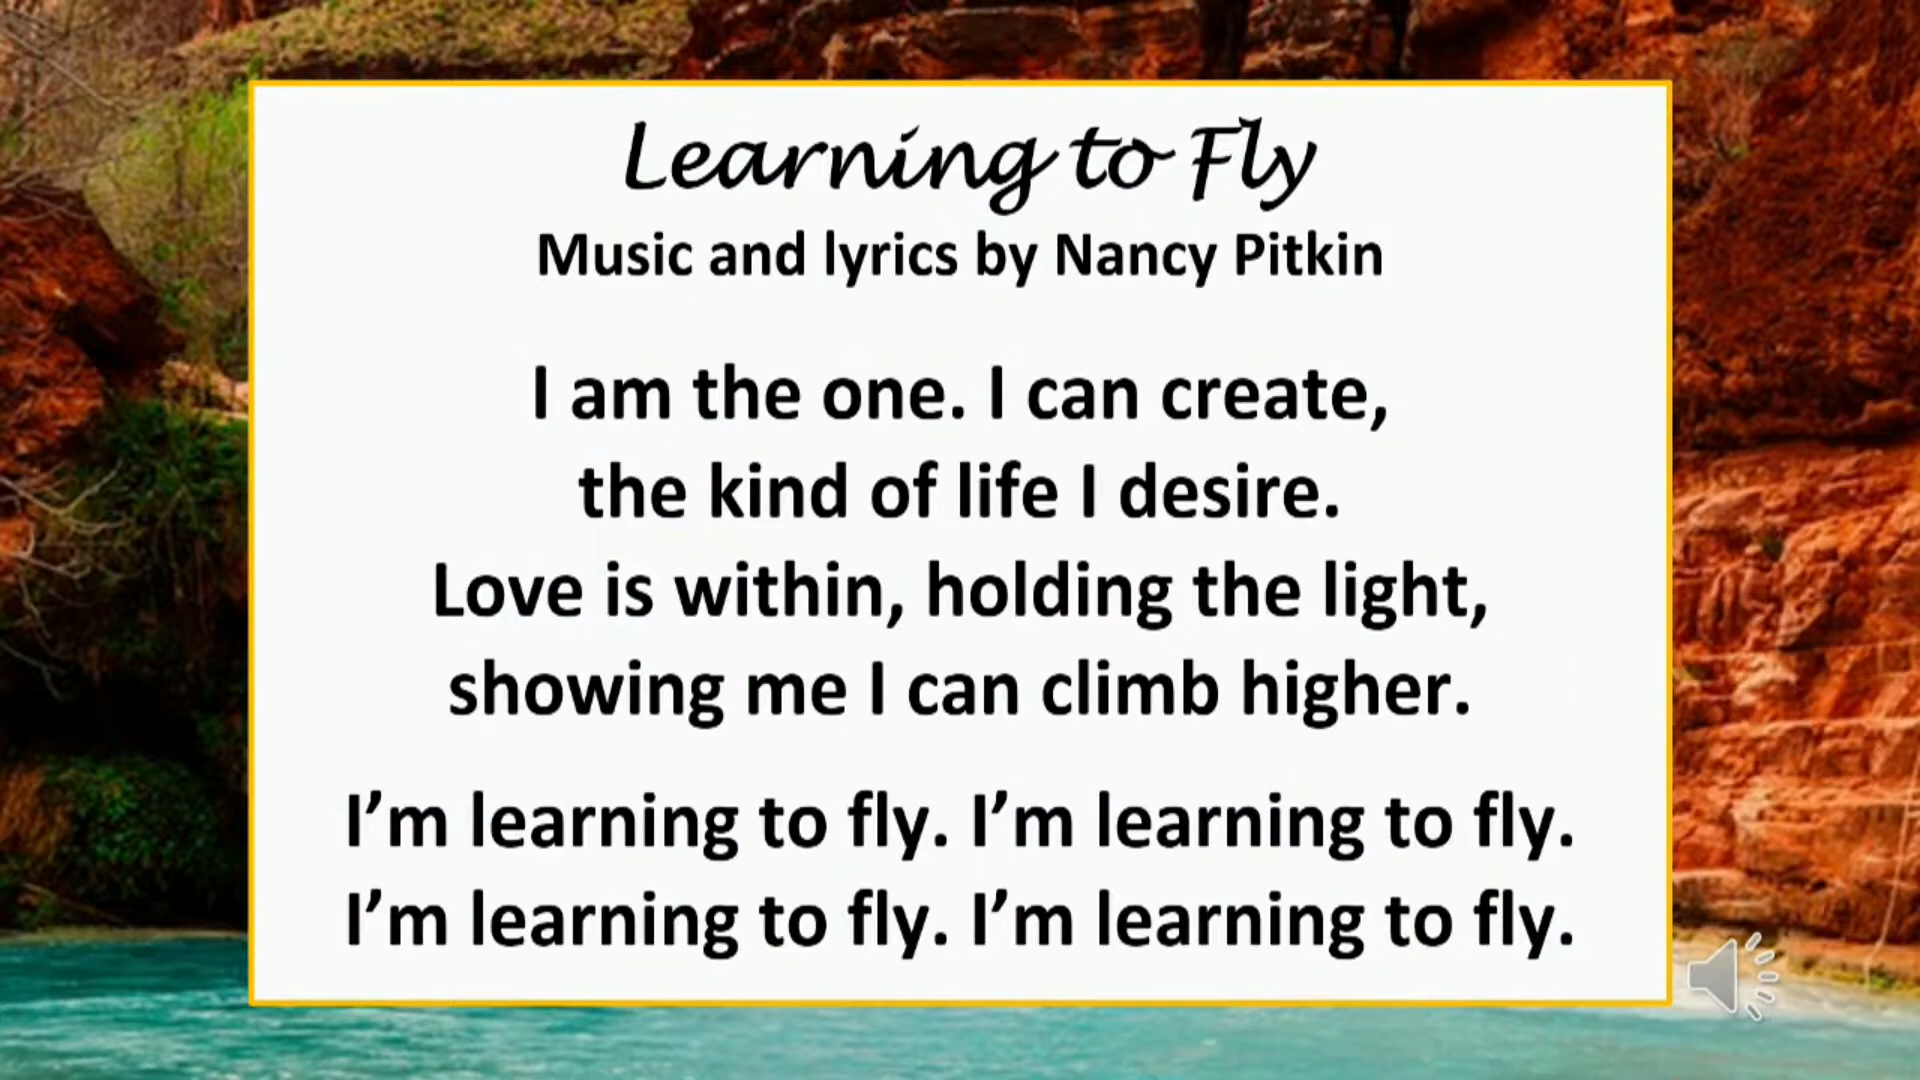 Learning to Fly
Music and lyrics by Nancy Pitkin
I am the one. I can create,
the kind of life I desire.
Love is within, holding the light,
showing me I can climb higher.
I’m learning to fly. I’m learning to fly.
I’m learning to fly. I’m learning to fly.